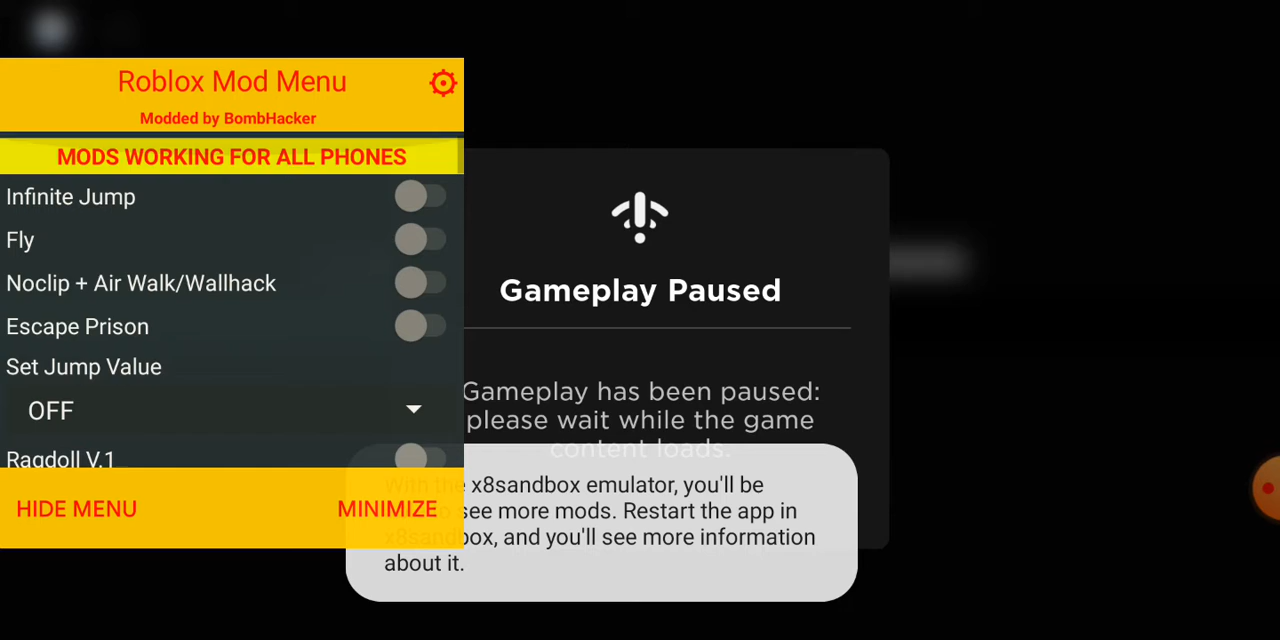 Roblox Mod Menu
Modded by BombHacker
MODS WORKING FOR ALL PHONES
Infinite Jump
Fly
Noclip + Air Walk/Wallhack
Escape Prison
Set Jump Value
OFF
Ragdoll V.1
HIDE MENU
MINIMIZE
Gameplay Paused
Gameplay has been paused:
please wait while the game
content loads.
With the x8sandbox emulator, you'll be
see more mods. Restart the app in
x8sandbox, and you'll see more information
about it.